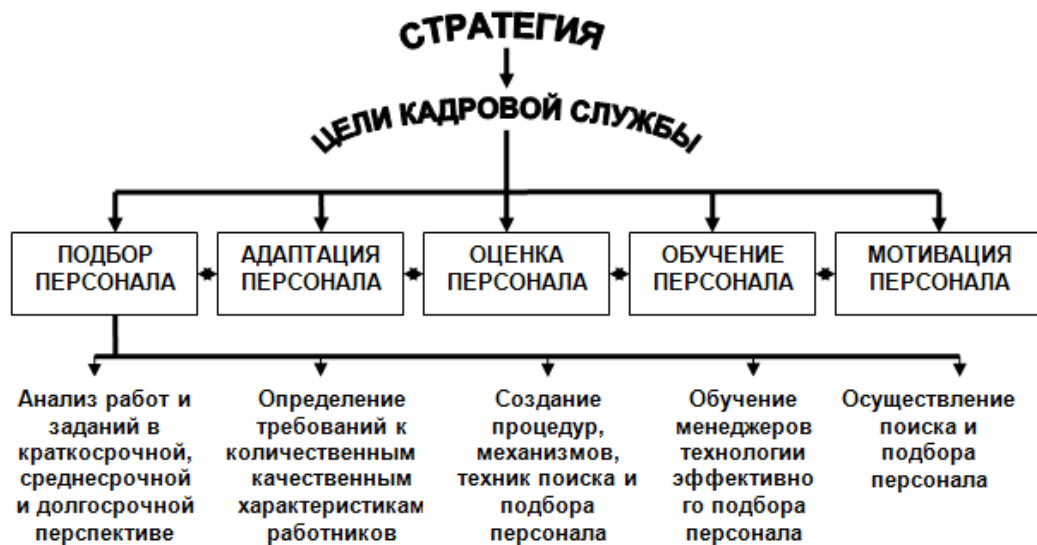 СТРАТЕГИЯ
ЦЕЛИ КАДРОВОЙ СЛУЖБЫ
ПОДБОР
ПЕРСОНАЛА
АДАПТАЦИЯ
ПЕРСОНАЛА
ОЦЕНКА
ПЕРСОНАЛА
ОБУЧЕНИЕ
ПЕРСОНАЛА
МОТИВАЦИЯ
ПЕРСОНАЛА
Анализ работ и
заданий в
краткосрочной,
среднесрочной
и долгосрочной
перспективе
Определение
требований к
количественным
качественным
характеристикам
работников
Создание
процедур,
механизмов,
техник поиска и
подбора
персонала
Обучение
менеджеров
технологии
эффективно
го подбора
персонала
Осуществление
поиска и
подбора
персонала